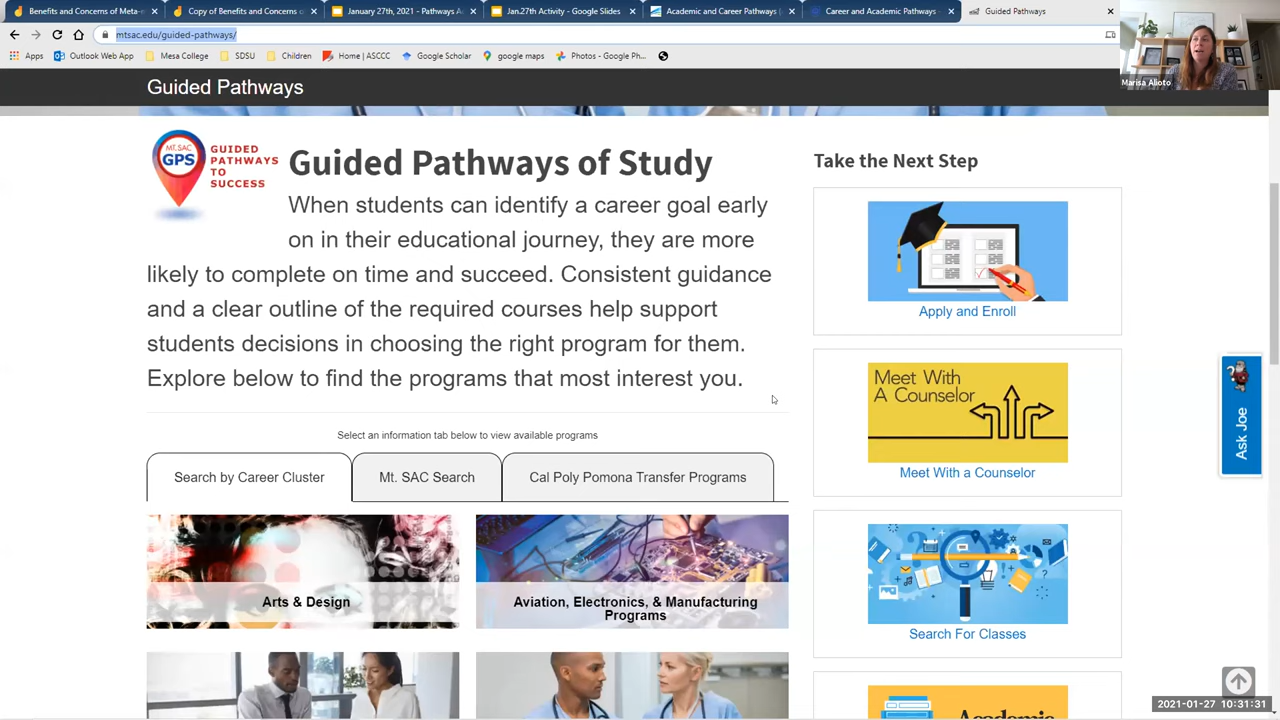 Benefits and Concerns of Meta-
Copy of Benefits and Concerns o
January 27th, 2021 - Pathways A
Jan.27th Activity - Google Slides
Academic and Career Pathways (
Career and Academic Pathways -
Guided Pathways
mtsac.edu/guided-pathways/
Apps
Outlook Web App
Mesa College
SDSU
Children
Home | ASCCC
Google Scholar
google maps
Photos - Google Ph...
Marisa Alioto
Guided Pathways
MT. SAC
GPS
GUIDED
PATHWAYS
TO
SUCCESS
Guided Pathways of Study
When students can identify a career goal early
on in their educational journey, they are more
likely to complete on time and succeed. Consistent guidance
and a clear outline of the required courses help support
students decisions in choosing the right program for them.
Explore below to find the programs that most interest you.
Select an information tab below to view available programs
Search by Career Cluster
Mt. SAC Search
Cal Poly Pomona Transfer Programs
Arts & Design
Aviation, Electronics, & Manufacturing
Programs
Take the Next Step
Apply and Enroll
Meet With
A Counselor
Meet With a Counselor
Search For Classes
Academic
Ask Joe
2021-01-27 10:31:31